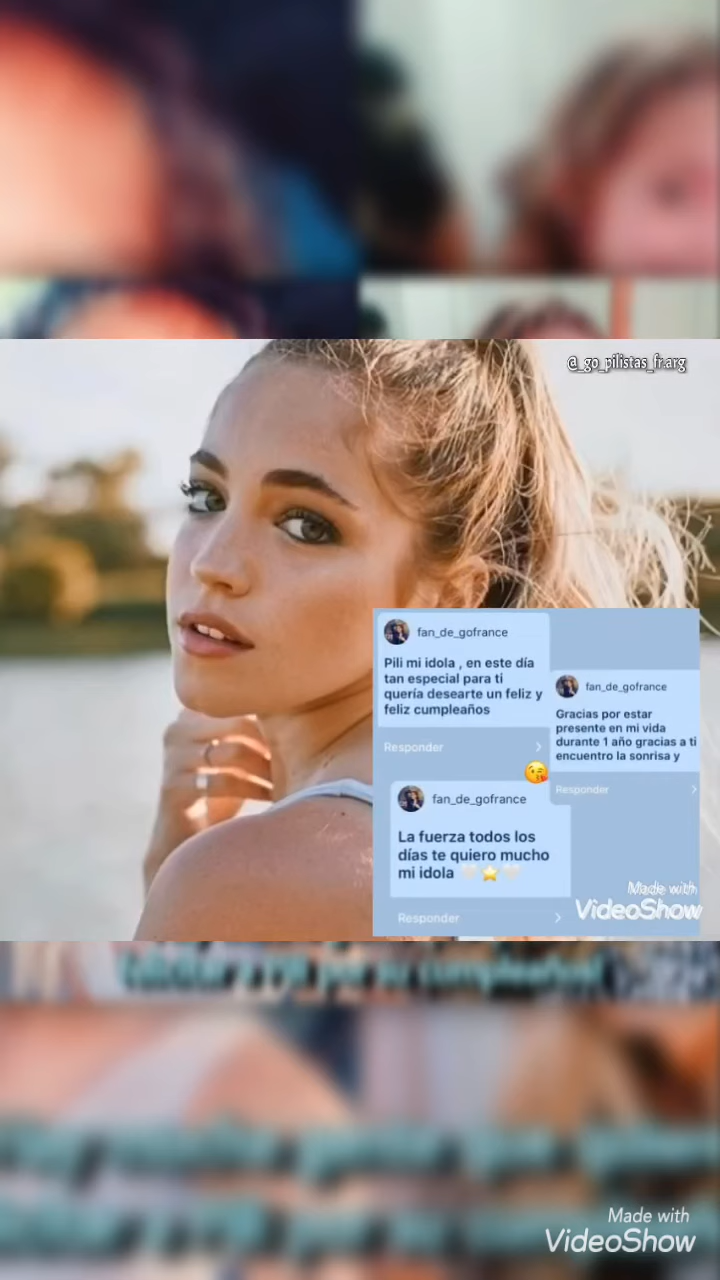 @_go_pilistas_fr.arg
fan_de_gofrance
Pili mi idola , en este día
tan especial para ti
quería desearte un feliz y
feliz cumpleaños
Responder
fan_de_gofrance
Gracias por estar
presente en mi vida
durante 1 año gracias a ti
encuentro la sonrisa y
Responder
fan_de_gofrance
La fuerza todos los
días te quiero mucho
mi idola 🤍⭐🤍
Responder
Made with
VideoShow
Made with
VideoShow